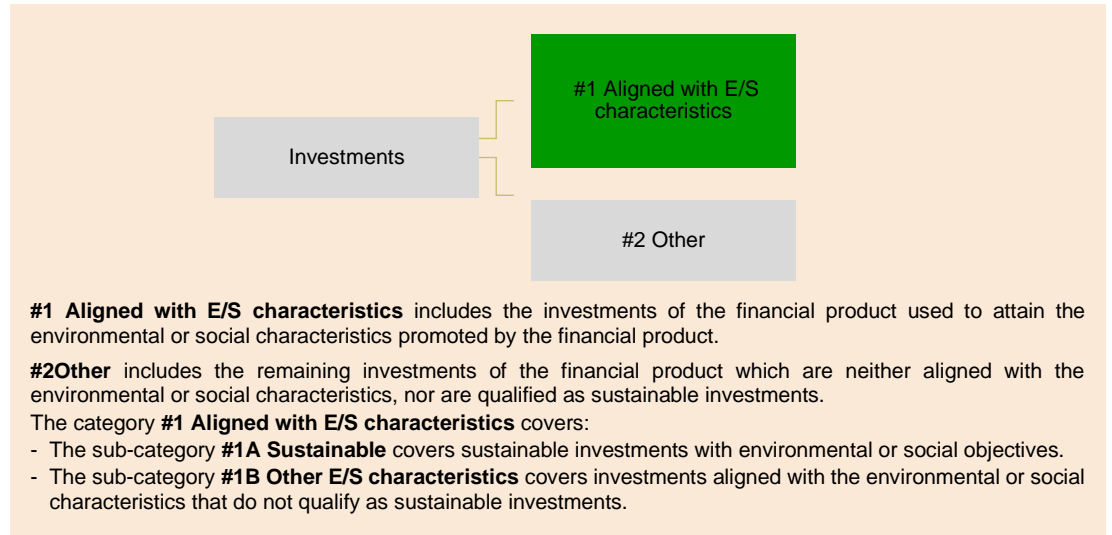 #1 Aligned with E/S
characteristics
Investments
#2 Other
#1 Aligned with E/S characteristics includes the investments of the financial product used to attain the
environmental or social characteristics promoted by the financial product.
#2Other includes the remaining investments of the financial product which are neither aligned with the
environmental or social characteristics, nor are qualified as sustainable investments.
The category #1 Aligned with E/S characteristics covers:
- The sub-category #1A Sustainable covers sustainable investments with environmental or social objectives.
- The sub-category #1B Other E/S characteristics covers investments aligned with the environmental or social
characteristics that do not qualify as sustainable investments.